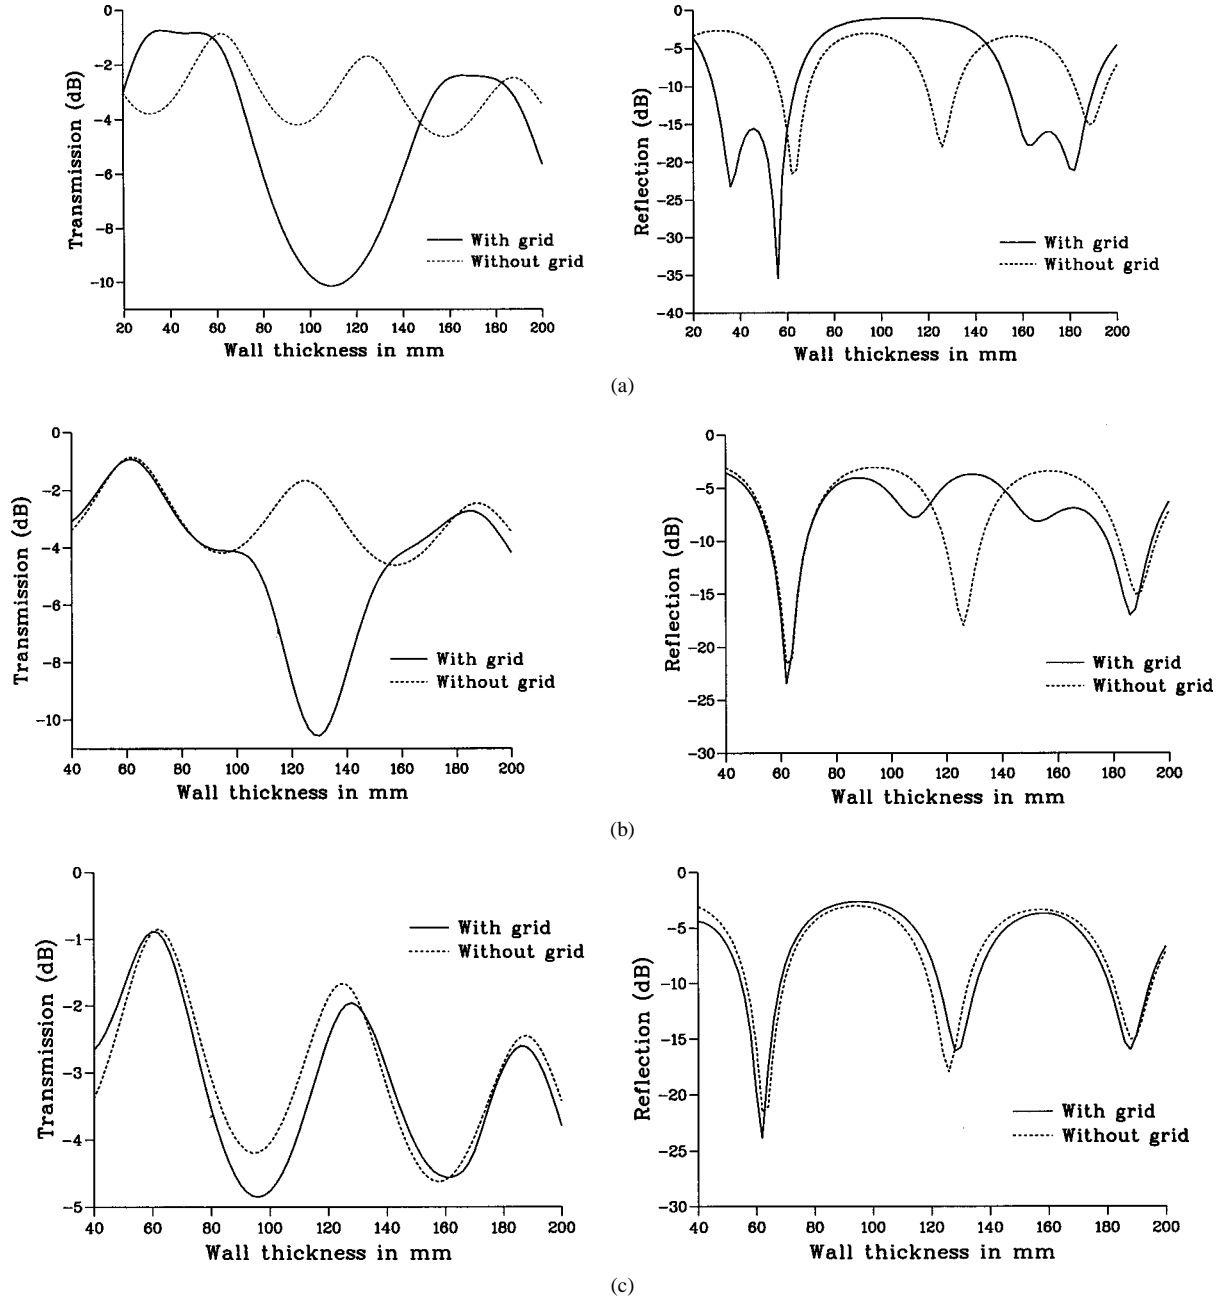 0
-2
-4
-6
-8
-10
Transmission (dB)
With grid
Without grid
20 40 60 80 100 120 140 160 180 200
Wall thickness in mm
0
-5
-10
-15
-20
-25
-30
-35
-40
Reflection (dB)
With grid
Without grid
20 40 60 80 100 120 140 160 180 200
Wall thickness in mm
(a)
0
-2
-4
-6
-8
-10
Transmission (dB)
With grid
Without grid
40 60 80 100 120 140 160 180 200
Wall thickness in mm
0
-5
-10
-15
-20
-25
-30
Reflection (dB)
With grid
Without grid
40 60 80 100 120 140 160 180 200
Wall thickness in mm
(b)
0
-1
-2
-3
-4
-5
Transmission (dB)
With grid
Without grid
40 60 80 100 120 140 160 180 200
Wall thickness in mm
0
-5
-10
-15
-20
-25
-30
Reflection (dB)
With grid
Without grid
40 60 80 100 120 140 160 180 200
Wall thickness in mm
(c)